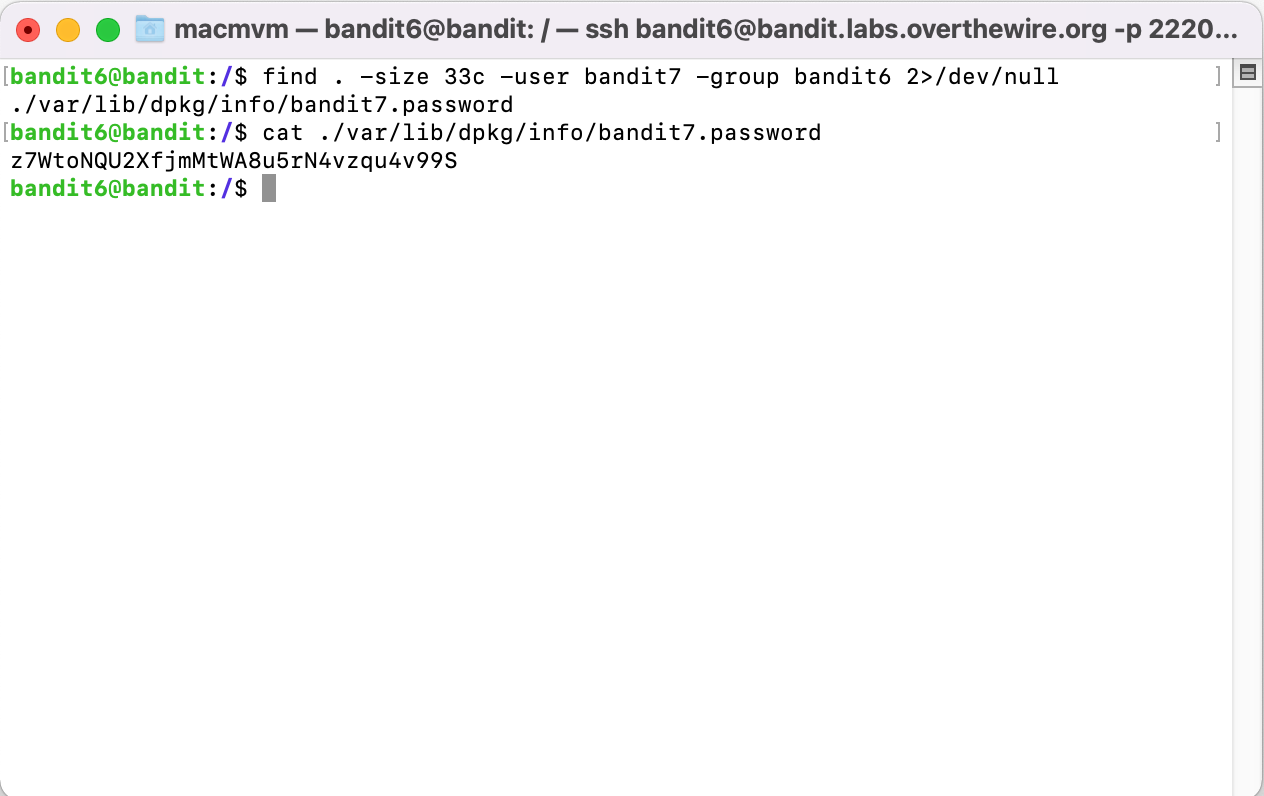 macmvm — bandit6@bandit: / — ssh bandit6@bandit.labs.overthewire.org -p 2220...
[bandit6@bandit:/$ find . -size 33c -user bandit7 -group bandit6 2>/dev/null ]
./var/lib/dpkg/info/bandit7.password
[bandit6@bandit:/$ cat ./var/lib/dpkg/info/bandit7.password ]
z7WtoNQU2XfjmMtWA8u5rN4vzqu4v99S
bandit6@bandit:/$